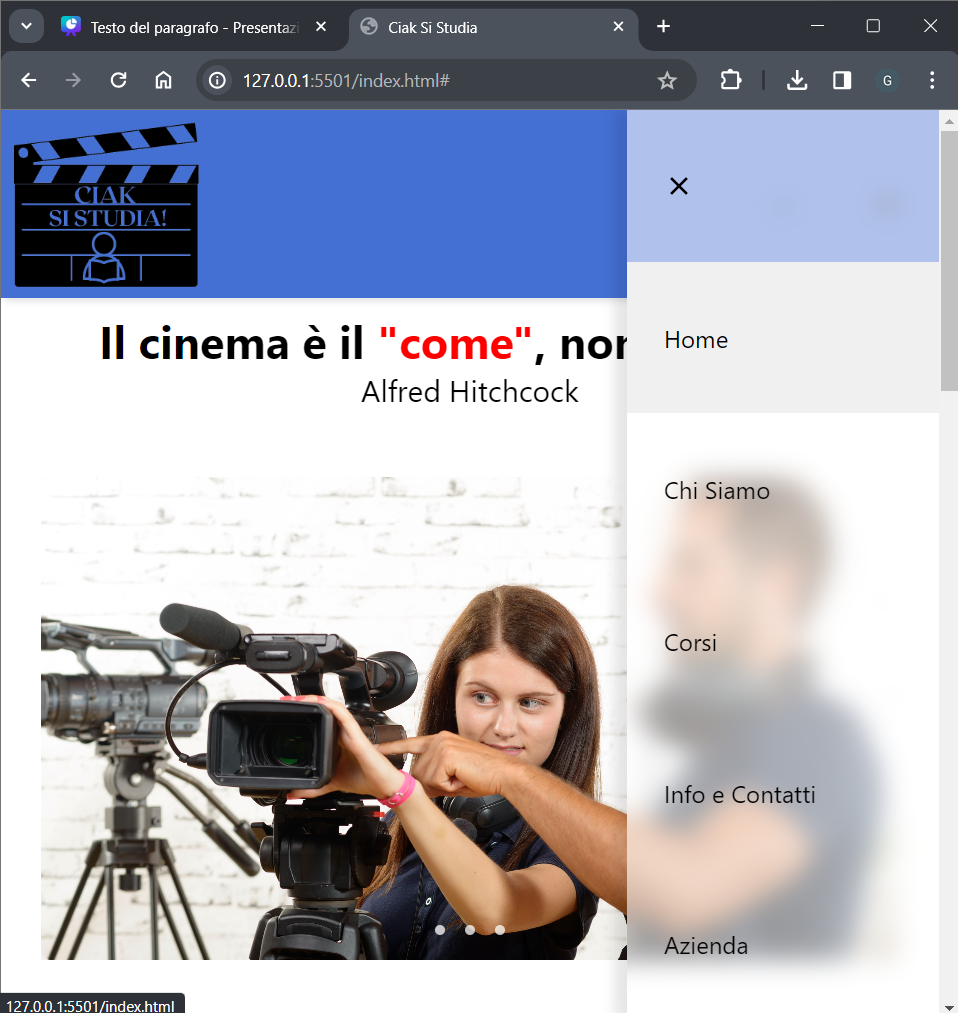 Testo del paragrafo - Presentazi
Ciak Si Studia
127.0.0.1:5501/index.html#
G
CIAK
SI STUDIA!
Il cinema è il "come", non
Alfred Hitchcock
Home
Chi Siamo
Corsi
Info e Contatti
Azienda
127.0.0.1:5501/index.html